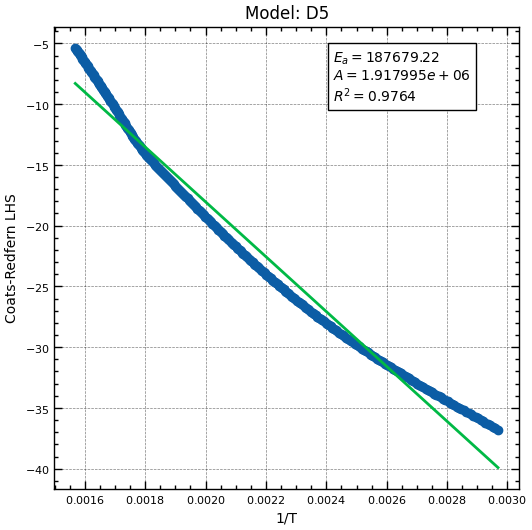 Model: D5
E_a = 187679.22
A = 1.917995e + 06
R² = 0.9764
Coats-Redfern LHS
−5
−10
−15
−20
−25
−30
−35
−40
0.0016 0.0018 0.0020 0.0022 0.0024 0.0026 0.0028 0.0030
1/T